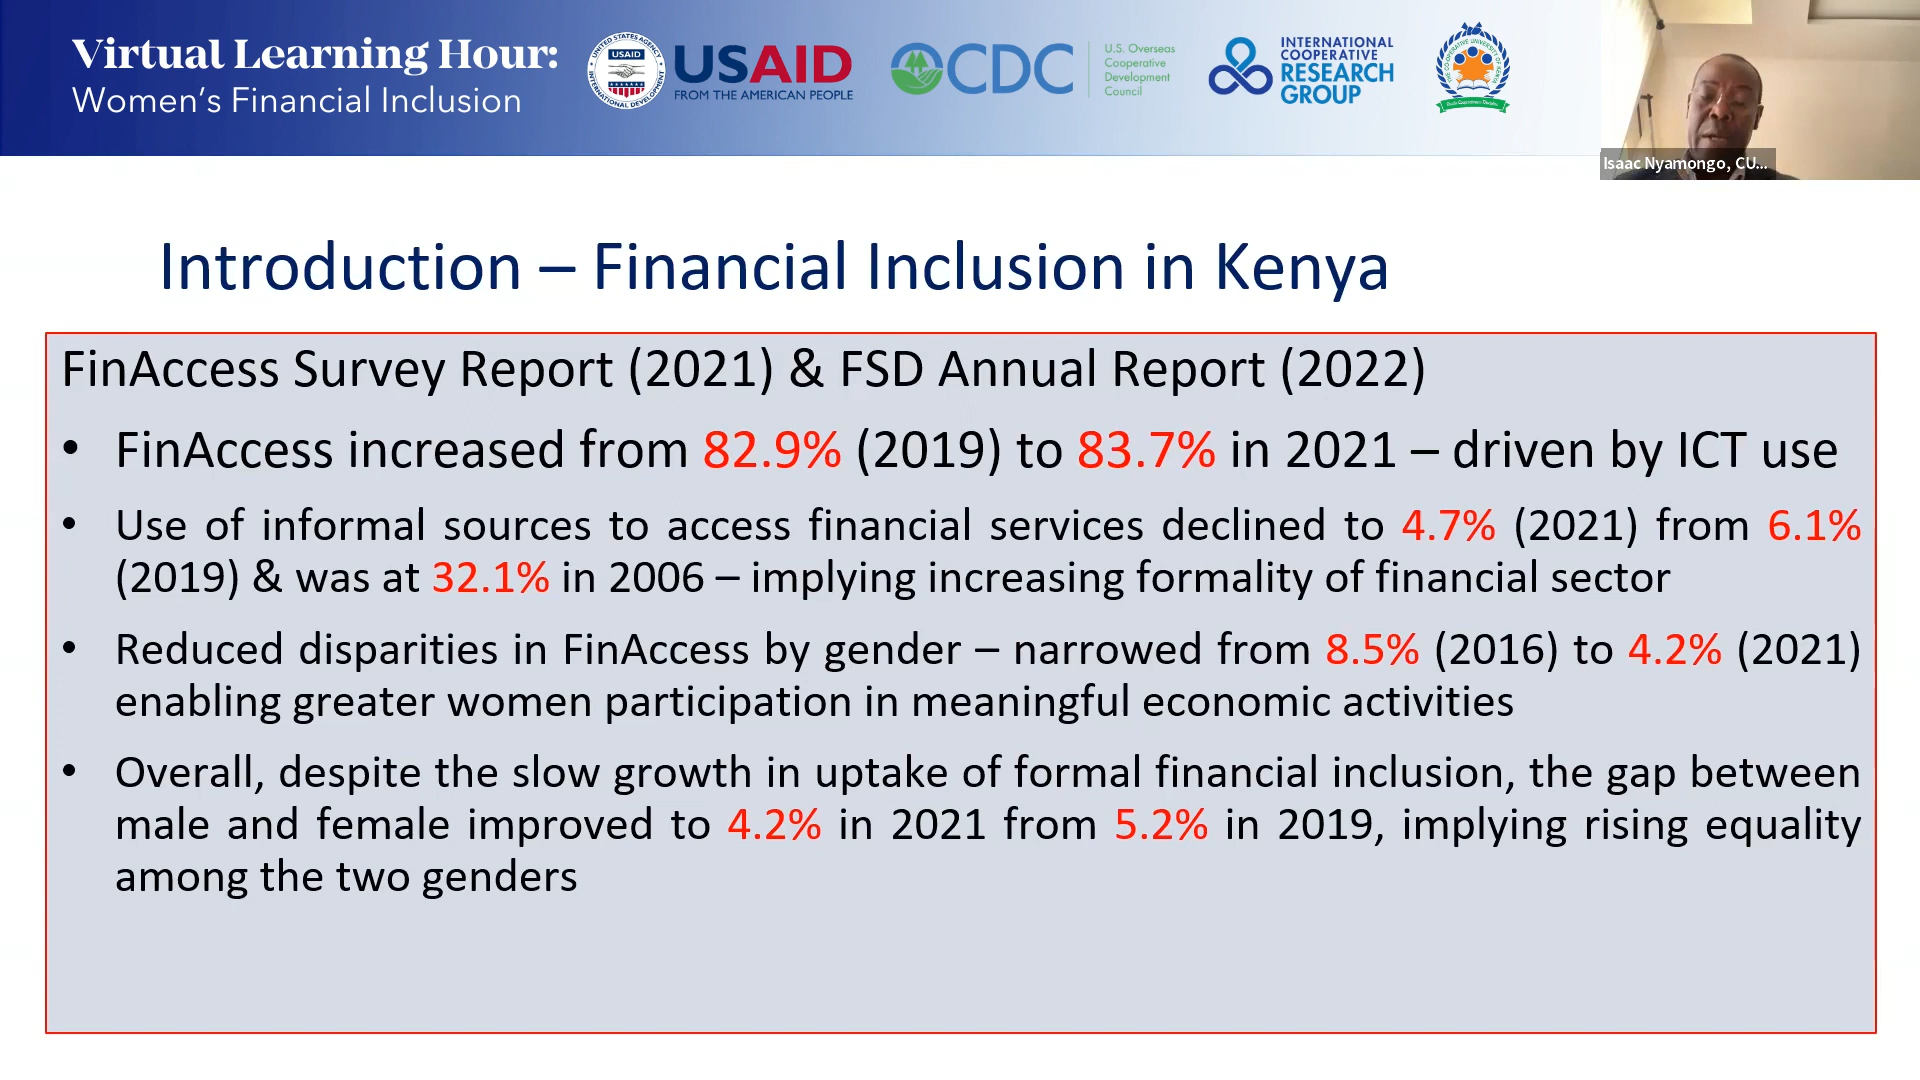 Virtual Learning Hour:
Women's Financial Inclusion
USAID
USAID
FROM THE AMERICAN PEOPLE
OCDC
U.S. Overseas
Cooperative
Development
Council
INTERNATIONAL
COOPERATIVE
RESEARCH
GROUP
Isaac Nyamongo, CU...
Introduction – Financial Inclusion in Kenya
FinAccess Survey Report (2021) & FSD Annual Report (2022)
• FinAccess increased from 82.9% (2019) to 83.7% in 2021 – driven by ICT use
• Use of informal sources to access financial services declined to 4.7% (2021) from 6.1%
(2019) & was at 32.1% in 2006 – implying increasing formality of financial sector
• Reduced disparities in FinAccess by gender – narrowed from 8.5% (2016) to 4.2% (2021)
enabling greater women participation in meaningful economic activities
• Overall, despite the slow growth in uptake of formal financial inclusion, the gap between
male and female improved to 4.2% in 2021 from 5.2% in 2019, implying rising equality
among the two genders